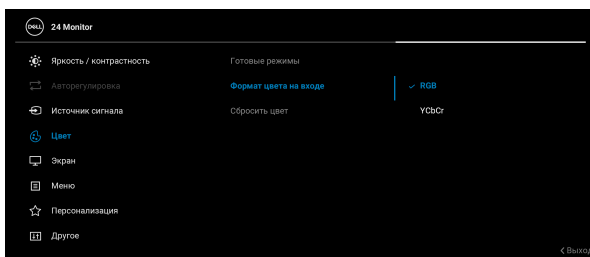 DELL 24 Monitor
Яркость / контрастность
Готовые режимы
Авторегулировка
Формат цвета на входе
RGB
Источник сигнала
Сбросить цвет
YCbCr
Цвет
Экран
Меню
Персонализация
Другое
Выход